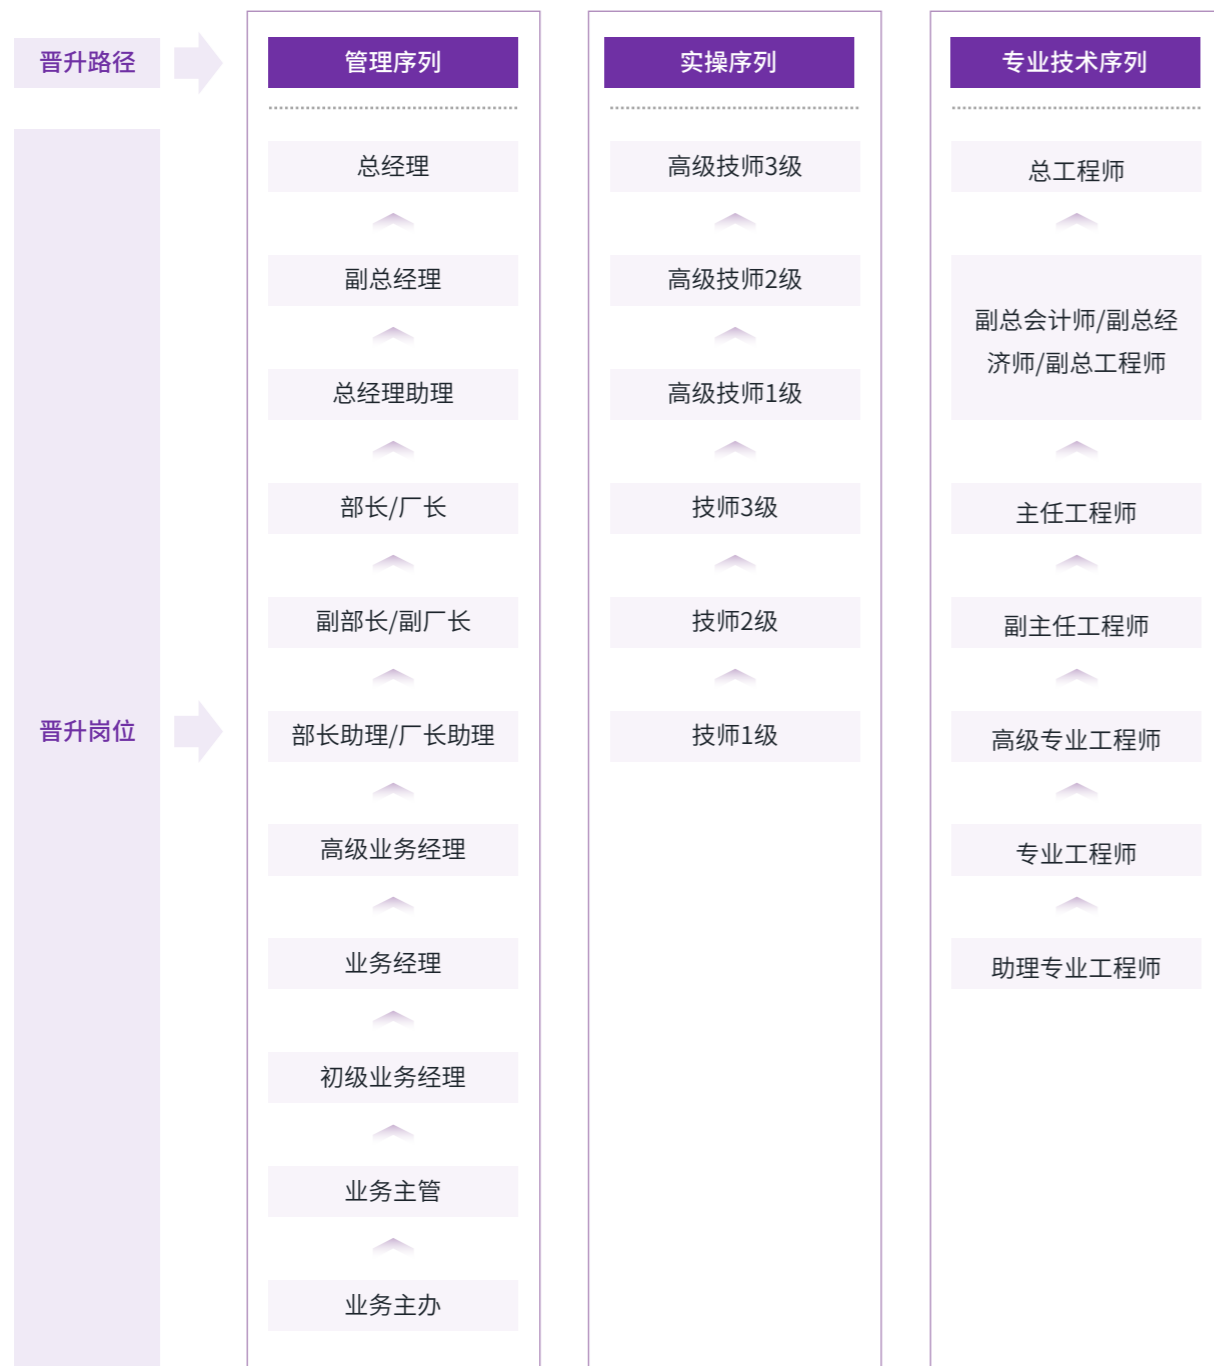 晋升路径
管理序列
实操序列
专业技术序列
晋升岗位
总经理
副总经理
总经理助理
部长/厂长
副部长/副厂长
部长助理/厂长助理
高级业务经理
业务经理
初级业务经理
业务主管
业务主办
高级技师3级
高级技师2级
高级技师1级
技师3级
技师2级
技师1级
总工程师
副总会计师/副总经
济师/副总工程师
主任工程师
副主任工程师
高级专业工程师
专业工程师
助理专业工程师